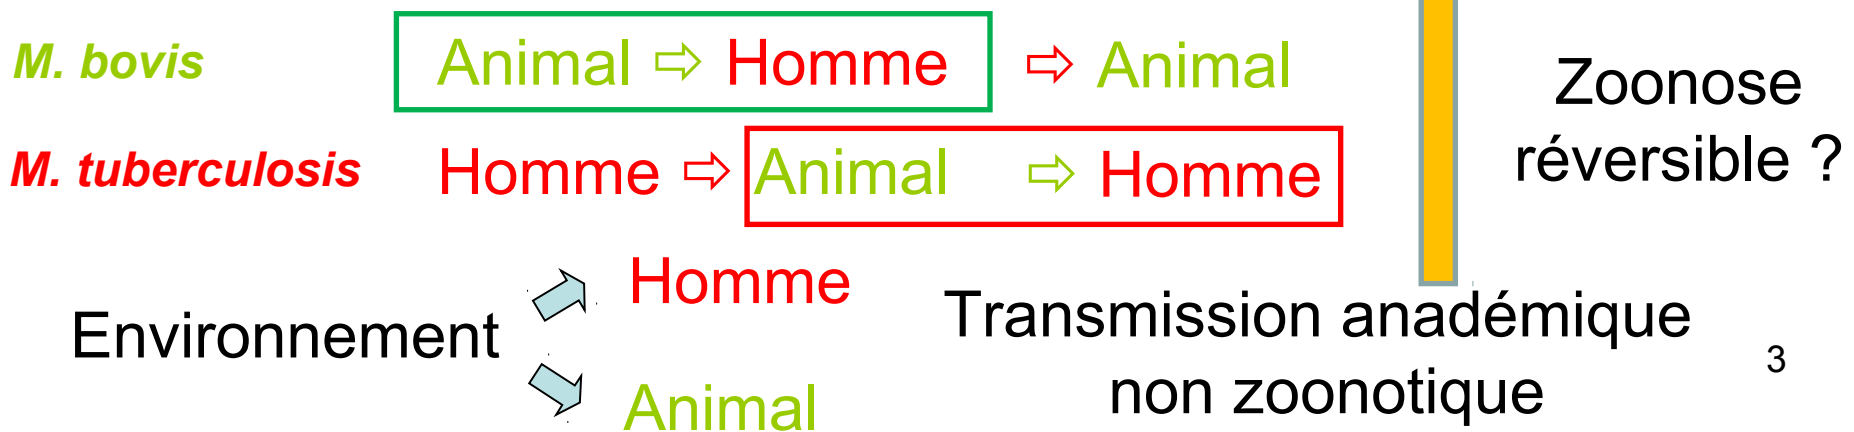 M. bovis Animal ⇨ Homme ⇨ Animal
M. tuberculosis Homme ⇨ Animal ⇨ Homme
Zoonose
réversible ?
Environnement
Homme
Animal
Transmission anadémique
non zoonotique
3